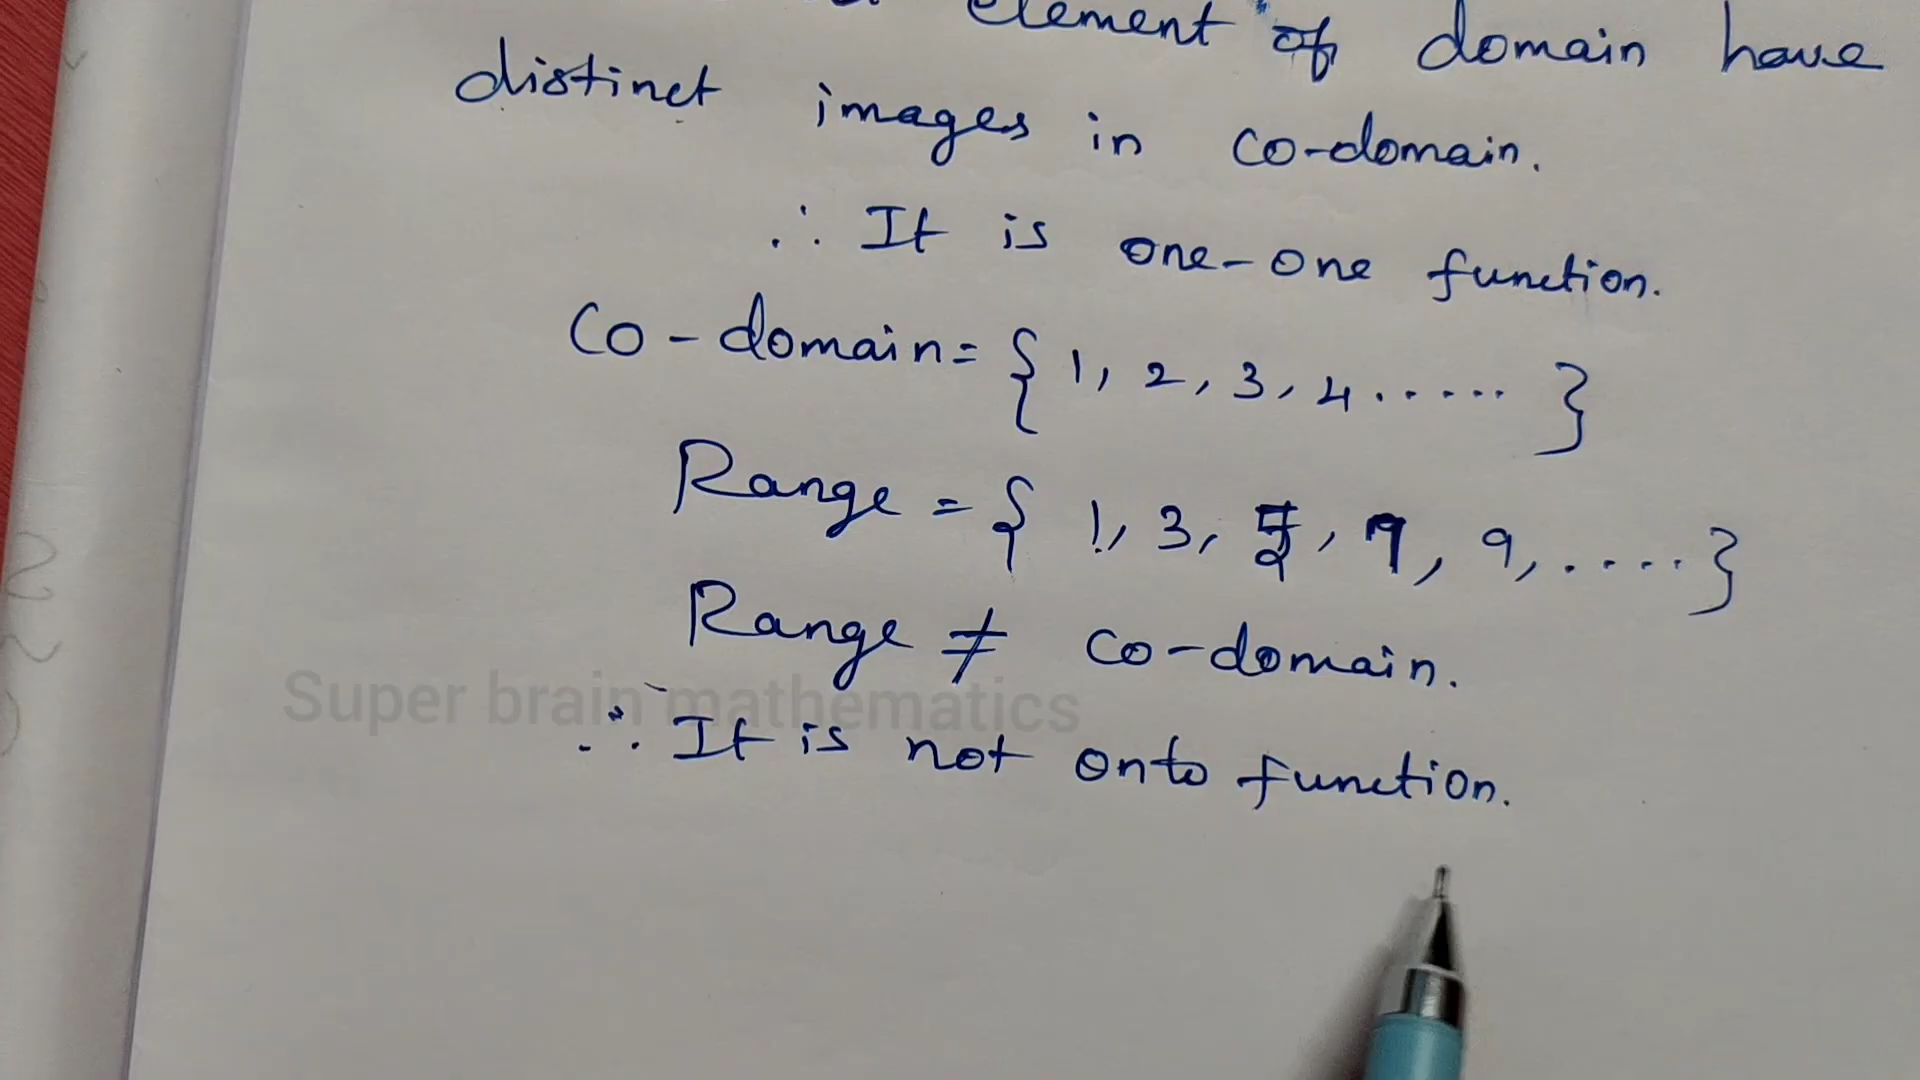 element of domain have
distinct images in co-domain.
∴ It is one-one function.
Co-domain = { 1, 2, 3, 4 ...... }
Range = { 1, 3, 5, 7, 9, ..... }
Range ≠ co-domain.
Super brain mathematics
∴ It is not onto function.